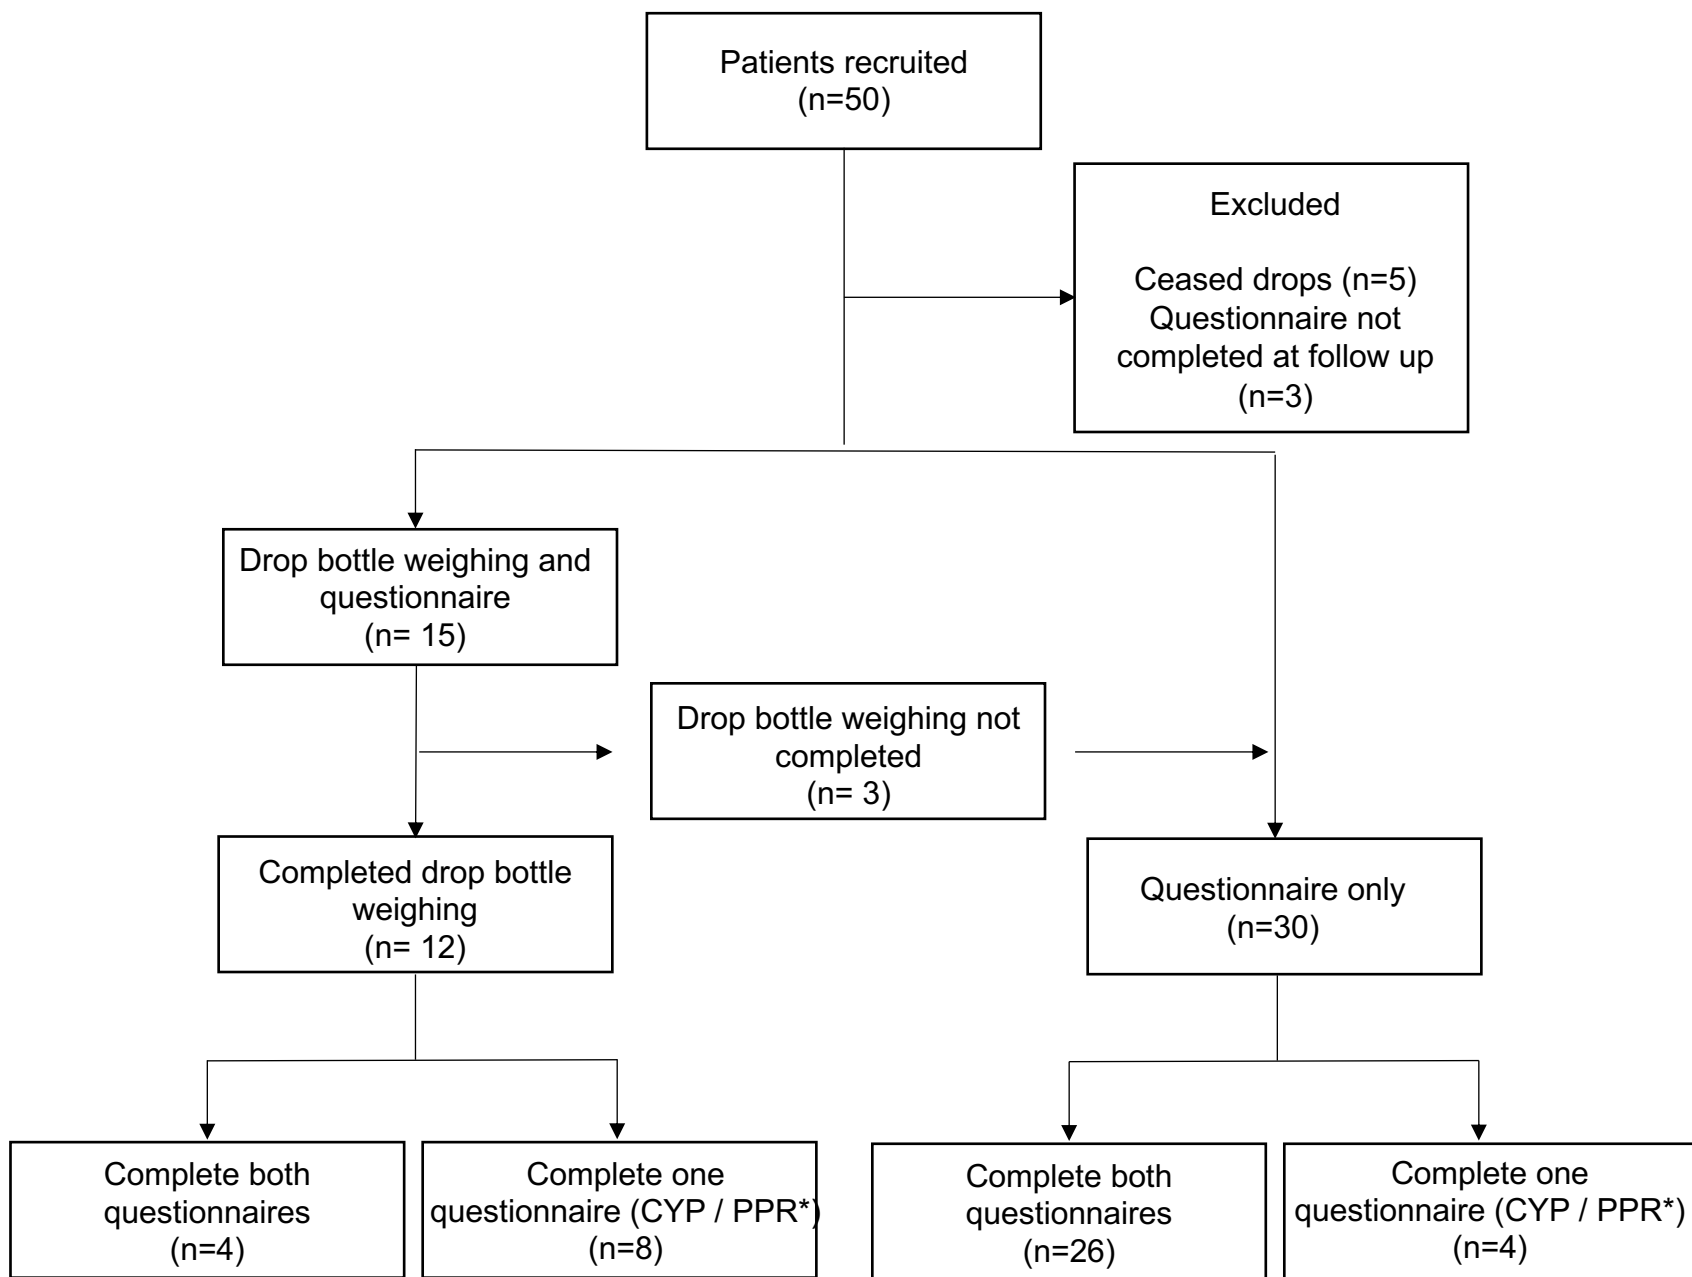 Patients recruited
(n=50)
Excluded
Ceased drops (n=5)
Questionnaire not
completed at follow up
(n=3)
Drop bottle weighing and
questionnaire
(n= 15)
Drop bottle weighing not
completed
(n= 3)
Completed drop bottle
weighing
(n= 12)
Questionnaire only
(n=30)
Complete both
questionnaires
(n=4)
Complete one
questionnaire (CYP / PPR*)
(n=8)
Complete both
questionnaires
(n=26)
Complete one
questionnaire (CYP / PPR*)
(n=4)